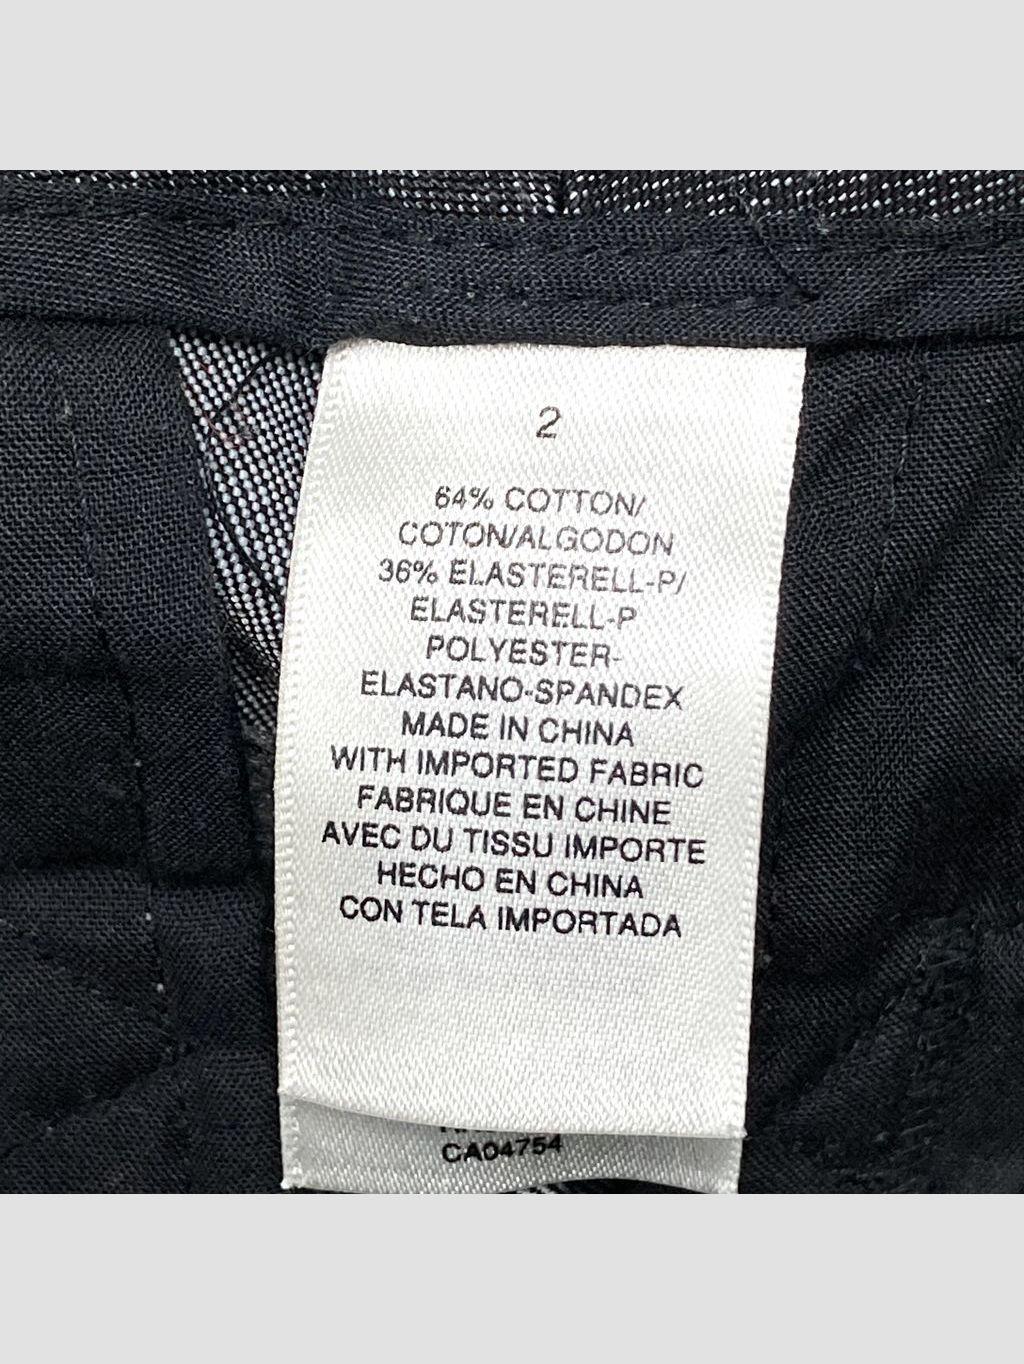 2
64% COTTON/
COTON/ALGODON
36% ELASTERELL-P/
ELASTERELL-P
POLYESTER-
ELASTANO-SPANDEX
MADE IN CHINA
WITH IMPORTED FABRIC
FABRIQUE EN CHINE
AVEC DU TISSU IMPORTE
HECHO EN CHINA
CON TELA IMPORTADA
CA04754